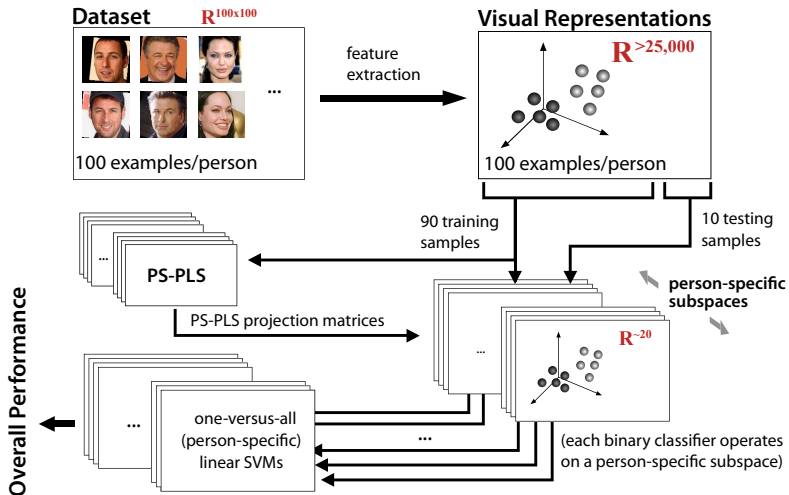 Dataset
R100x100
Visual Representations
R>25,000
feature
extraction
...
100 examples/person
100 examples/person
90 training
samples
10 testing
samples
...
PS-PLS
person-specific
subspaces
PS-PLS projection matrices
...
R~20
Overall Performance
...
one-versus-all
(person-specific)
linear SVMs
...
(each binary classifier operates
on a person-specific subspace)